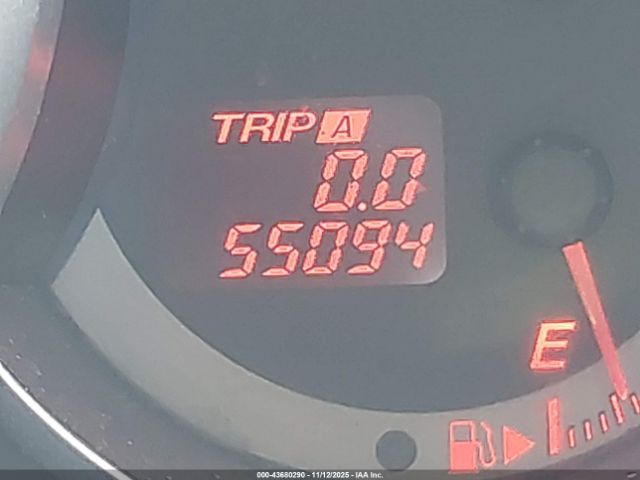 TRIP A
0.0
55094
E
000-43680290 - 11/12/2025 - IAA Inc.